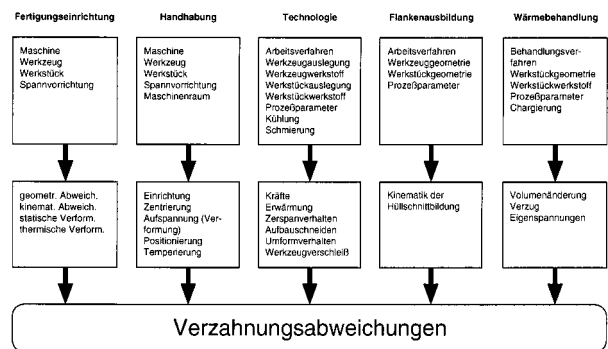 Fertigungseinrichtung
Maschine
Werkzeug
Werkstück
Spannvorrichtung
geometr. Abweich.
kinemat. Abweich.
statische Verform.
thermische Verform.
Handhabung
Maschine
Werkzeug
Werkstück
Spannvorrichtung
Maschinenraum
Einrichtung
Zentrierung
Aufspannung (Ver-
formung)
Positionierung
Temperierung
Technologie
Arbeitsverfahren
Werkzeugauslegung
Werkzeugwerkstoff
Werkstückauslegung
Werkstückwerkstoff
Prozeßparameter
Kühlung
Schmierung
Kräfte
Erwärmung
Zerspanverhalten
Aufbauschneiden
Umformverhalten
Werkzeugverschleiß
Flankenausbildung
Arbeitsverfahren
Werkzeuggeometrie
Werkstückgeometrie
Prozeßparameter
Kinematik der
Hüllschnittbildung
Wärmebehandlung
Behandlungsver-
fahren
Werkstückgeometrie
Werkstückwerkstoff
Prozeßparameter
Chargierung
Volumenänderung
Verzug
Eigenspannungen
Verzahnungsabweichungen